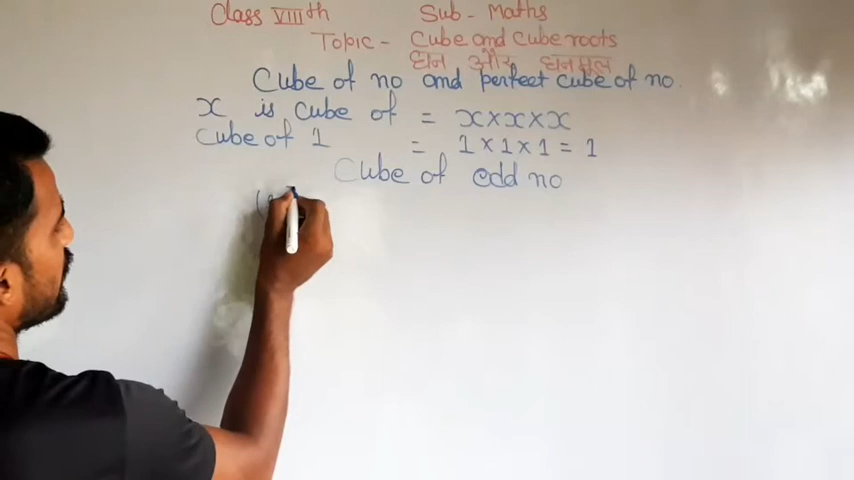 Class VIIIth Sub - Maths
Topic - Cube and Cube roots
घन और घनमूल
Cube of no and perfect cube of no.
x is Cube of = x×x×x
Cube of 1 = 1×1×1 = 1
Cube of odd no